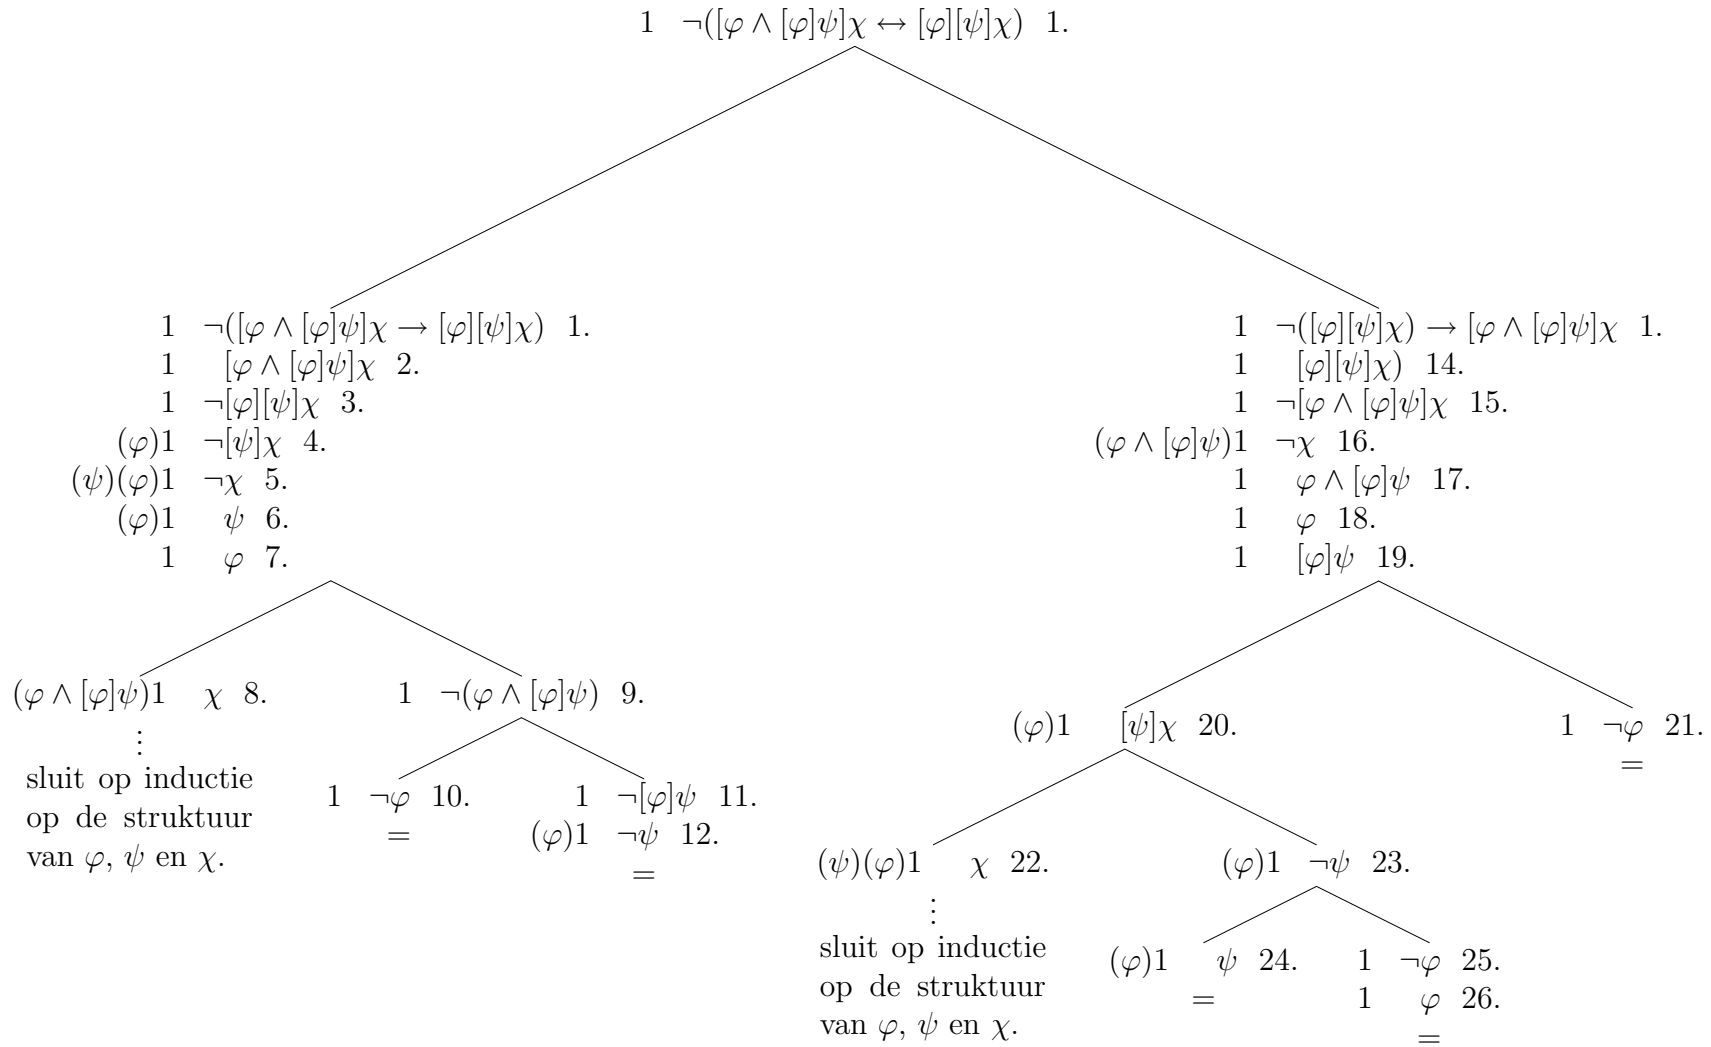 1 ¬([φ ∧ [φ]ψ]χ ↔ [φ][ψ]χ) 1.
1 ¬([φ ∧ [φ]ψ]χ → [φ][ψ]χ) 1.
1 [φ ∧ [φ]ψ]χ 2.
1 ¬[φ][ψ]χ 3.
(φ)1 ¬[ψ]χ 4.
(ψ)(φ)1 ¬χ 5.
(φ)1 ψ 6.
1 φ 7.
1 ¬([φ][ψ]χ) → [φ ∧ [φ]ψ]χ 1.
1 [φ][ψ]χ) 14.
1 ¬[φ ∧ [φ]ψ]χ 15.
(φ ∧ [φ]ψ)1 ¬χ 16.
1 φ ∧ [φ]ψ 17.
1 φ 18.
1 [φ]ψ 19.
(φ ∧ [φ]ψ)1 χ 8.
⋮
sluit op inductie
op de struktuur
van φ, ψ en χ.
1 ¬(φ ∧ [φ]ψ) 9.
1 ¬φ 10.
=
1 ¬[φ]ψ 11.
(φ)1 ¬ψ 12.
=
(φ)1 [ψ]χ 20.
1 ¬φ 21.
=
(ψ)(φ)1 χ 22.
⋮
sluit op inductie
op de struktuur
van φ, ψ en χ.
(φ)1 ¬ψ 23.
(φ)1 ψ 24.
=
1 ¬φ 25.
1 φ 26.
=